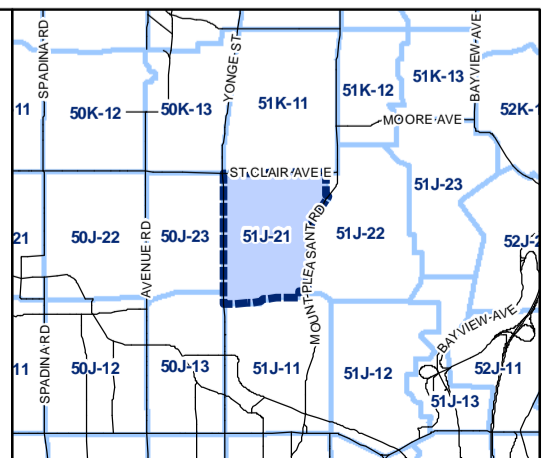 SPADINA RD
YONGE ST
BAYVIEW AVE
11
50K-12
50K-13
51K-11
51K-12
51K-13
52K-1
MOORE AVE
ST CLAIR AVE E
21
50J-22
AVENUE RD
50J-23
51J-21
MOUNT PLEASANT RD
51J-22
51J-23
52J-2
SPADINA RD
11
50J-12
50J-13
51J-11
51J-12
51J-13
BAYVIEW AVE
52J-11